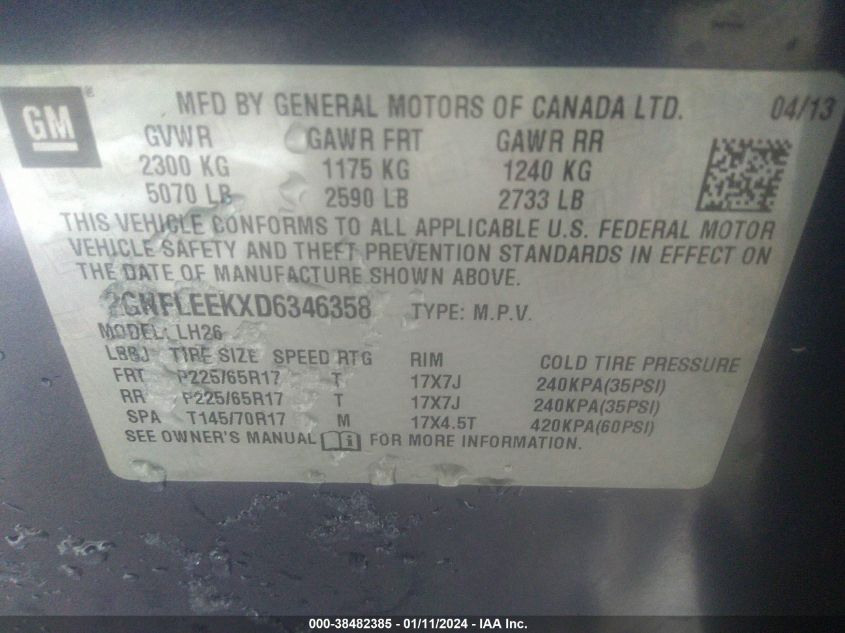 GM ® MFD BY GENERAL MOTORS OF CANADA LTD. 04/13
GVWR GAWR FRT GAWR RR
2300 KG 1175 KG 1240 KG
5070 LB 2590 LB 2733 LB
THIS VEHICLE CONFORMS TO ALL APPLICABLE U.S. FEDERAL MOTOR
VEHICLE SAFETY AND THEFT PREVENTION STANDARDS IN EFFECT ON
THE DATE OF MANUFACTURE SHOWN ABOVE.
2GNFLEEKXD6346358 TYPE: M.P.V.
MODEL: LH26
LBBJ TIRE SIZE SPEED RTG RIM COLD TIRE PRESSURE
FRT P225/65R17 T 17X7J 240KPA(35PSI)
RR P225/65R17 T 17X7J 240KPA(35PSI)
SPA T145/70R17 M 17X4.5T 420KPA(60PSI)
SEE OWNER'S MANUAL FOR MORE INFORMATION.
000-38482385 - 01/11/2024 - IAA Inc.